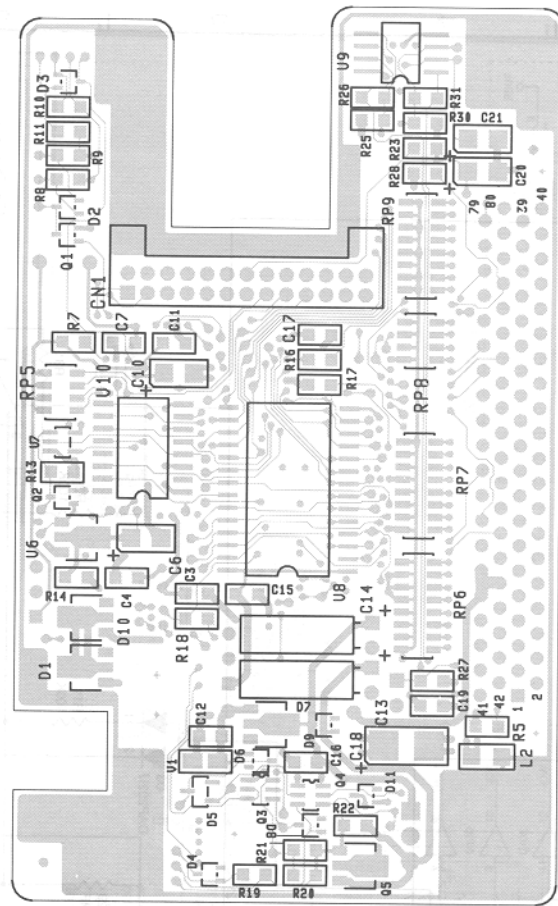 U9
D3
R10
R26
R31
R11
R25
R30
C21
R9
R23
R8
R28
C20
+
+
79
80
39
40
D2
RP9
Q1
CN1
R7
C7
C11
C17
R16
RP5
U10
C10
R17
RP8
+
U7
R13
Q2
RP7
U6
+
C6
R14
C4
C3
C15
U8
C14
RP6
+
D10
R18
+
D1
R27
D7
C13
C19
41
42
1
2
C12
D9
C18
R5
V1
D6
C16
+
L2
Q4
D11
D5
Q3
D8
R22
R21
D4
R19
R20
Q5